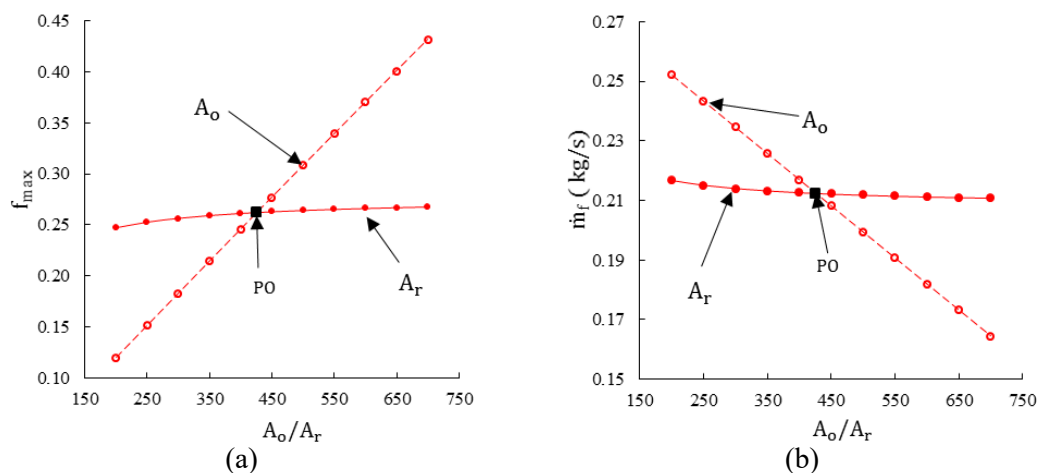 0.45
0.40
0.35
0.30
0.25
0.20
0.15
0.10
f_max
A_o
PO
A_r
150 250 350 450 550 650 750
A_o/A_r
(a)
0.27
0.25
0.23
0.21
0.19
0.17
0.15
ṁ_f ( kg/s)
A_o
PO
A_r
150 250 350 450 550 650 750
A_o/A_r
(b)